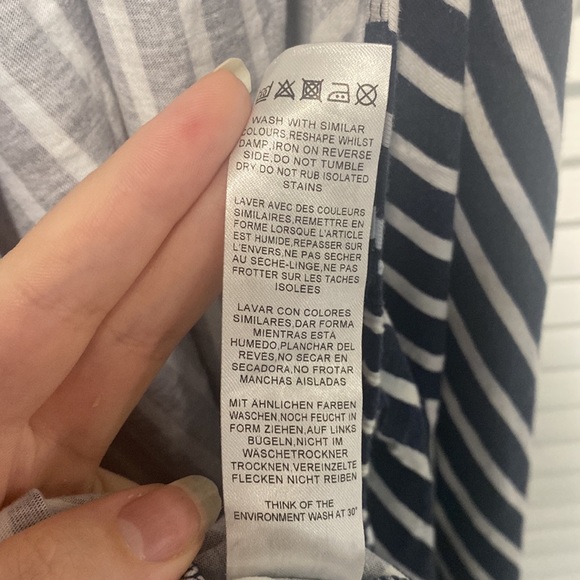 WASH WITH SIMILAR
COLOURS,RESHAPE WHILST
DAMP,IRON ON REVERSE
SIDE,DO NOT TUMBLE
DRY DO NOT RUB ISOLATED
STAINS
LAVER AVEC DES COULEURS
SIMILAIRES,REMETTRE EN
FORME LORSQUE L'ARTICLE
EST HUMIDE,REPASSER SUR
L'ENVERS,NE PAS SECHER
AU SECHE-LINGE,NE PAS
FROTTER SUR LES TACHES
ISOLEES
LAVAR CON COLORES
SIMILARES,DAR FORMA
MIENTRAS ESTÁ
HUMEDO,PLANCHAR DEL
REVES,NO SECAR EN
SECADORA,NO FROTAR
MANCHAS AISLADAS
MIT ÄHNLICHEN FARBEN
WASCHEN,NOCH FEUCHT IN
FORM ZIEHEN,AUF LINKS
BÜGELN,NICHT IM
WÄSCHETROCKNER
TROCKNEN,VEREINZELTE
FLECKEN NICHT REIBEN
THINK OF THE
ENVIRONMENT WASH AT 30°